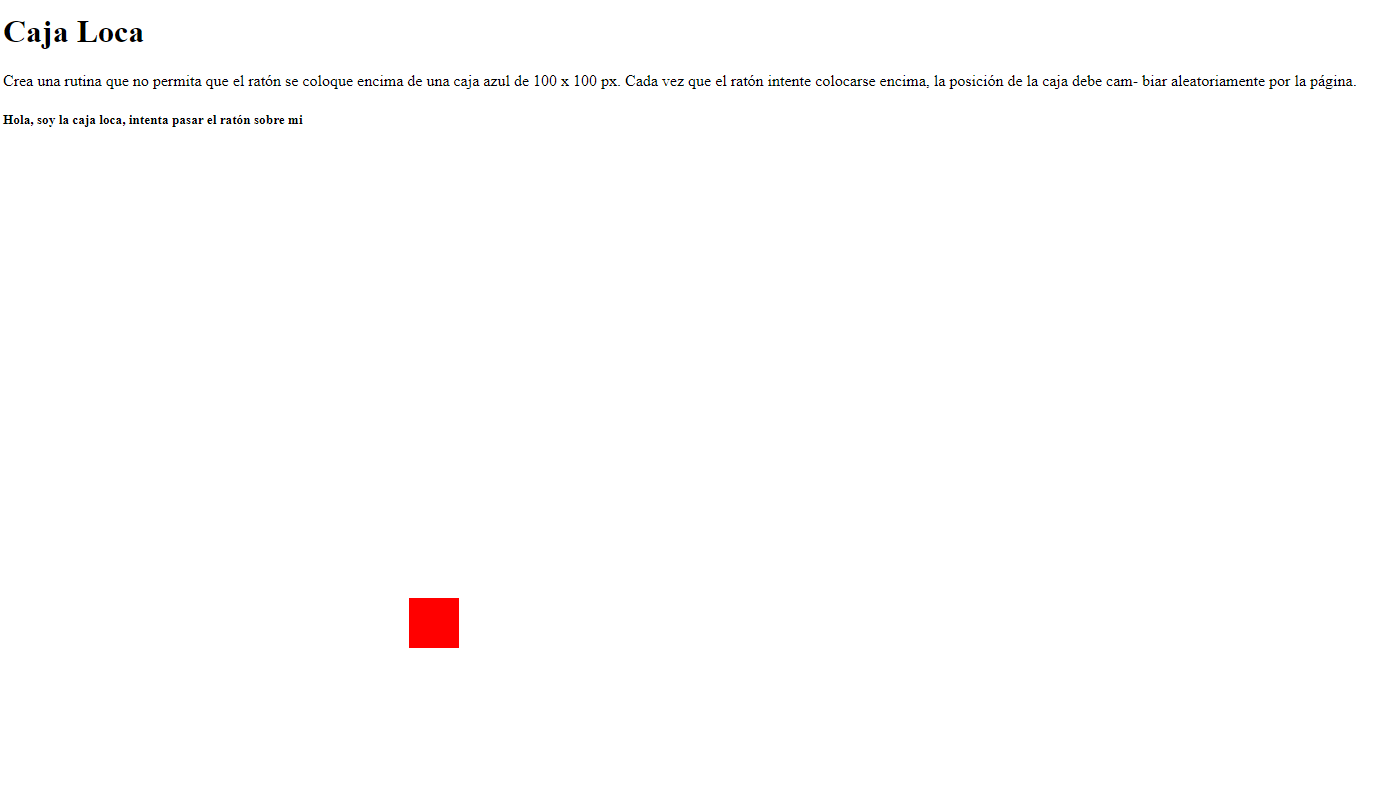 Caja Loca
Crea una rutina que no permita que el ratón se coloque encima de una caja azul de 100 x 100 px. Cada vez que el ratón intente colocarse encima, la posición de la caja debe cam- biar aleatoriamente por la página.
Hola, soy la caja loca, intenta pasar el ratón sobre mi